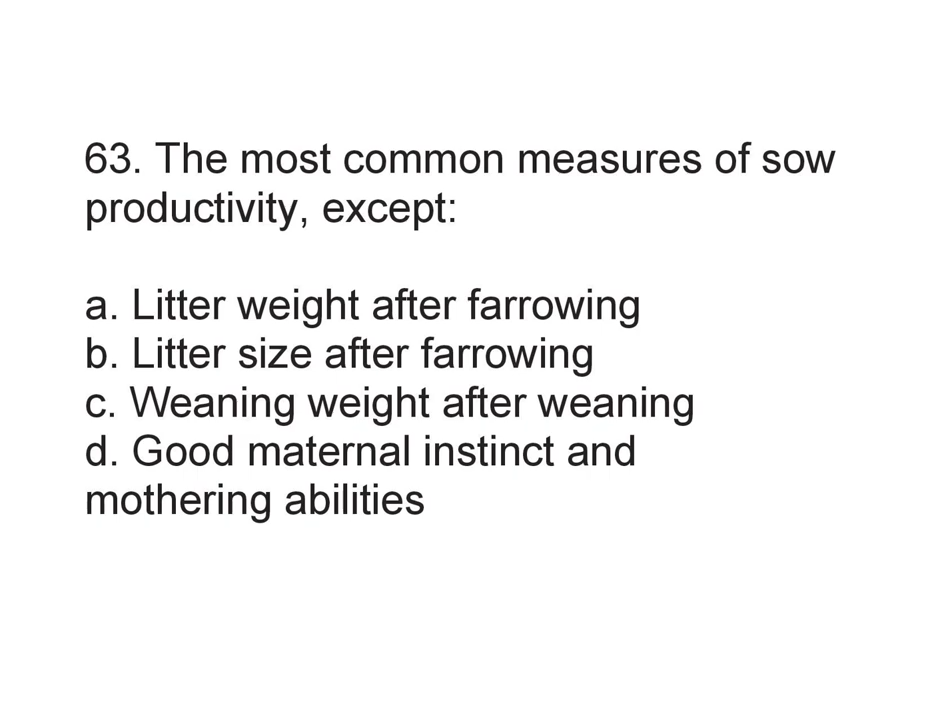 63. The most common measures of sow
productivity, except:
a. Litter weight after farrowing
b. Litter size after farrowing
c. Weaning weight after weaning
d. Good maternal instinct and
mothering abilities